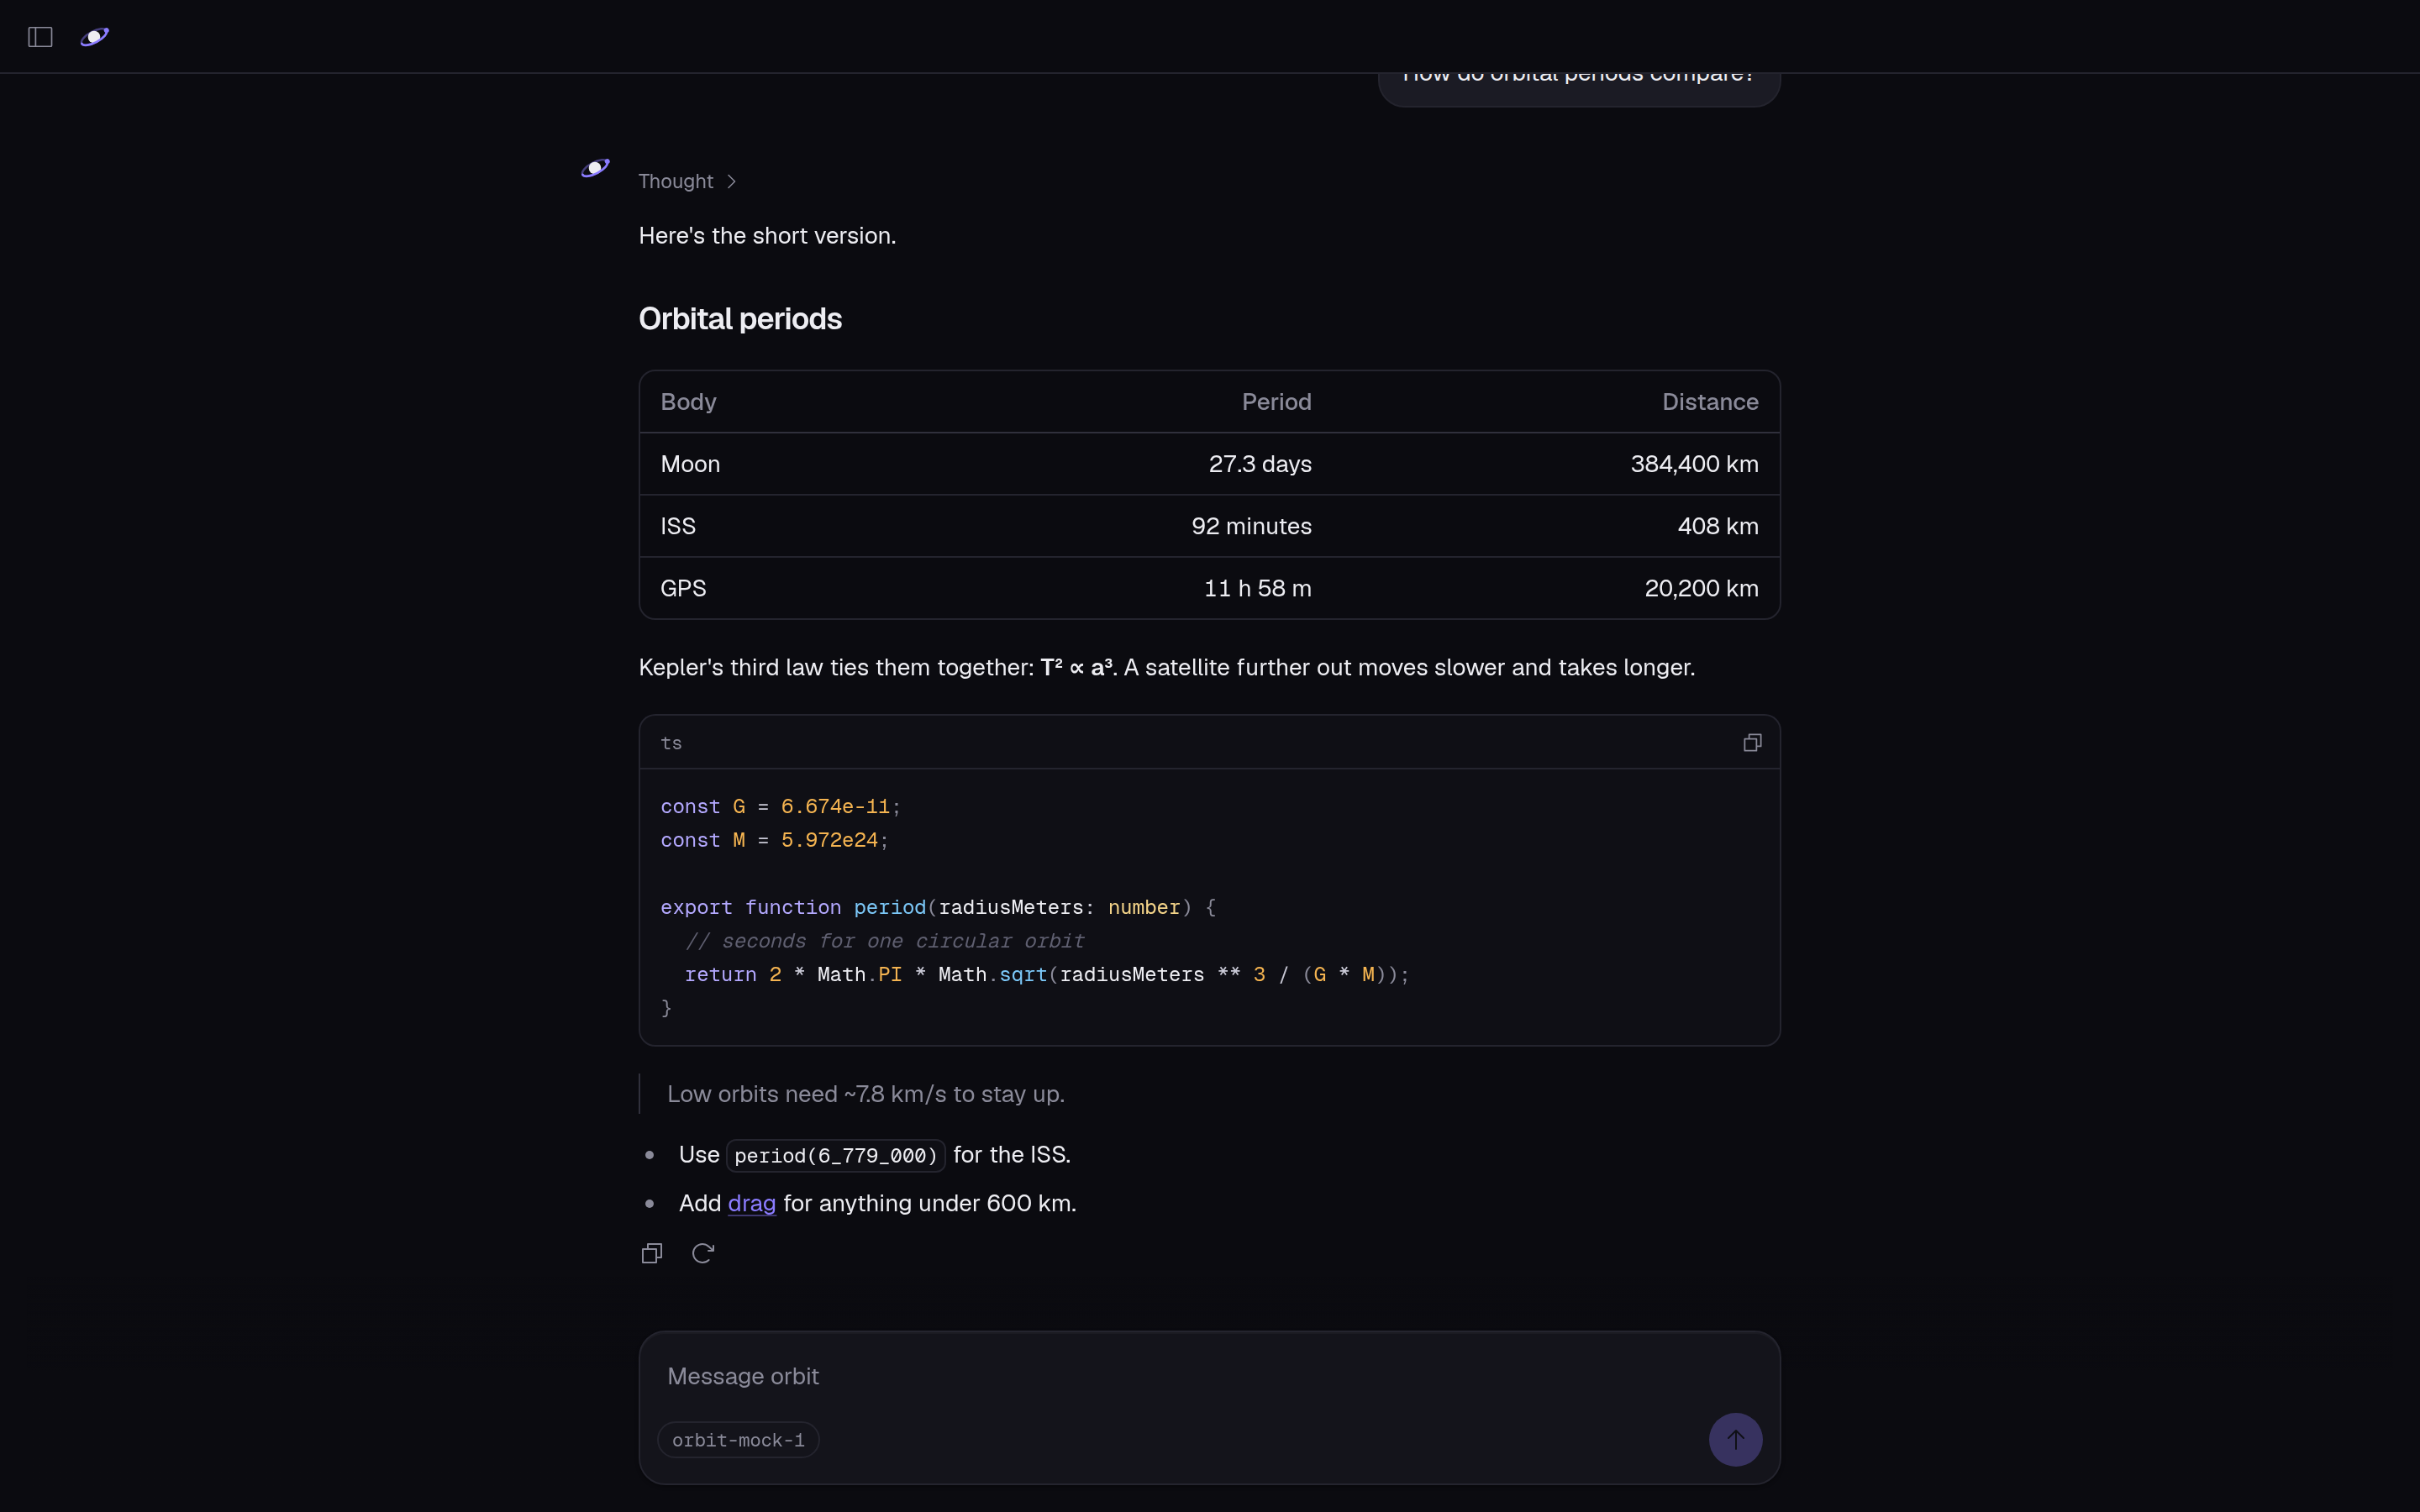 How do orbital periods compare?
Thought
Here's the short version.
Orbital periods
Body Period Distance
Moon 27.3 days 384,400 km
ISS 92 minutes 408 km
GPS 11 h 58 m 20,200 km
Kepler's third law ties them together: T² ∝ a³. A satellite further out moves slower and takes longer.
ts
const G = 6.674e-11;
const M = 5.972e24;
export function period(radiusMeters: number) {
  // seconds for one circular orbit
  return 2 * Math.PI * Math.sqrt(radiusMeters ** 3 / (G * M));
}
Low orbits need ~7.8 km/s to stay up.
Use period(6_779_000) for the ISS.
Add drag for anything under 600 km.
Message orbit
orbit-mock-1